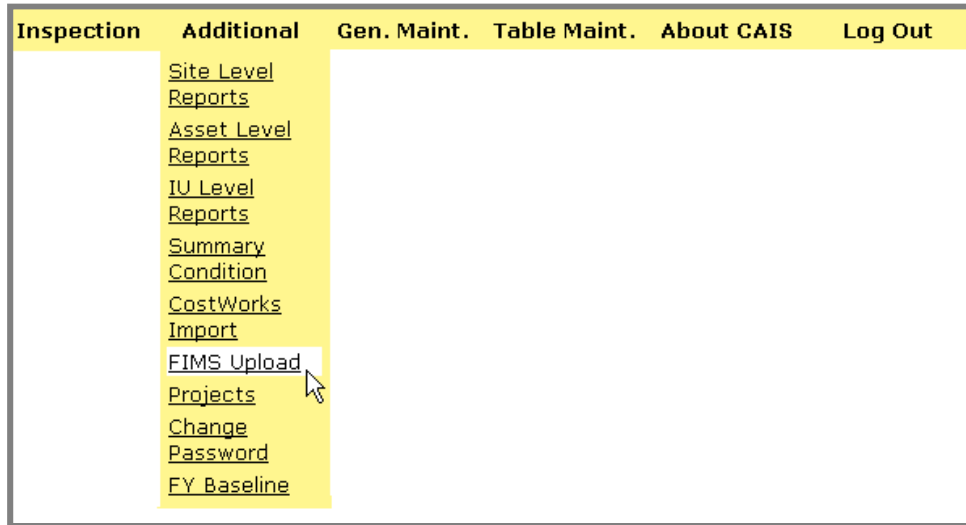 Inspection Additional Gen. Maint. Table Maint. About CAIS Log Out
Site Level
Reports
Asset Level
Reports
IU Level
Reports
Summary
Condition
CostWorks
Import
FIMS Upload
Projects
Change
Password
FY Baseline